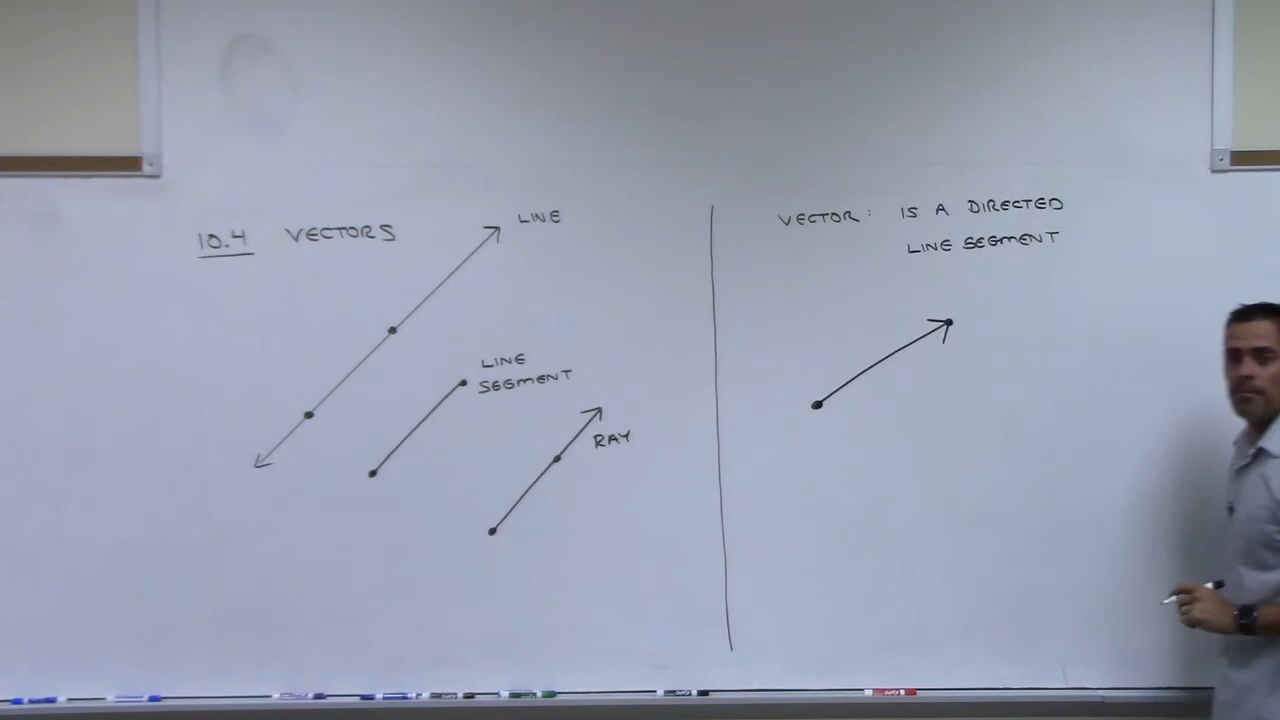 10.4 VECTORS
LINE
LINE
SEGMENT
RAY
VECTOR: IS A DIRECTED
LINE SEGMENT